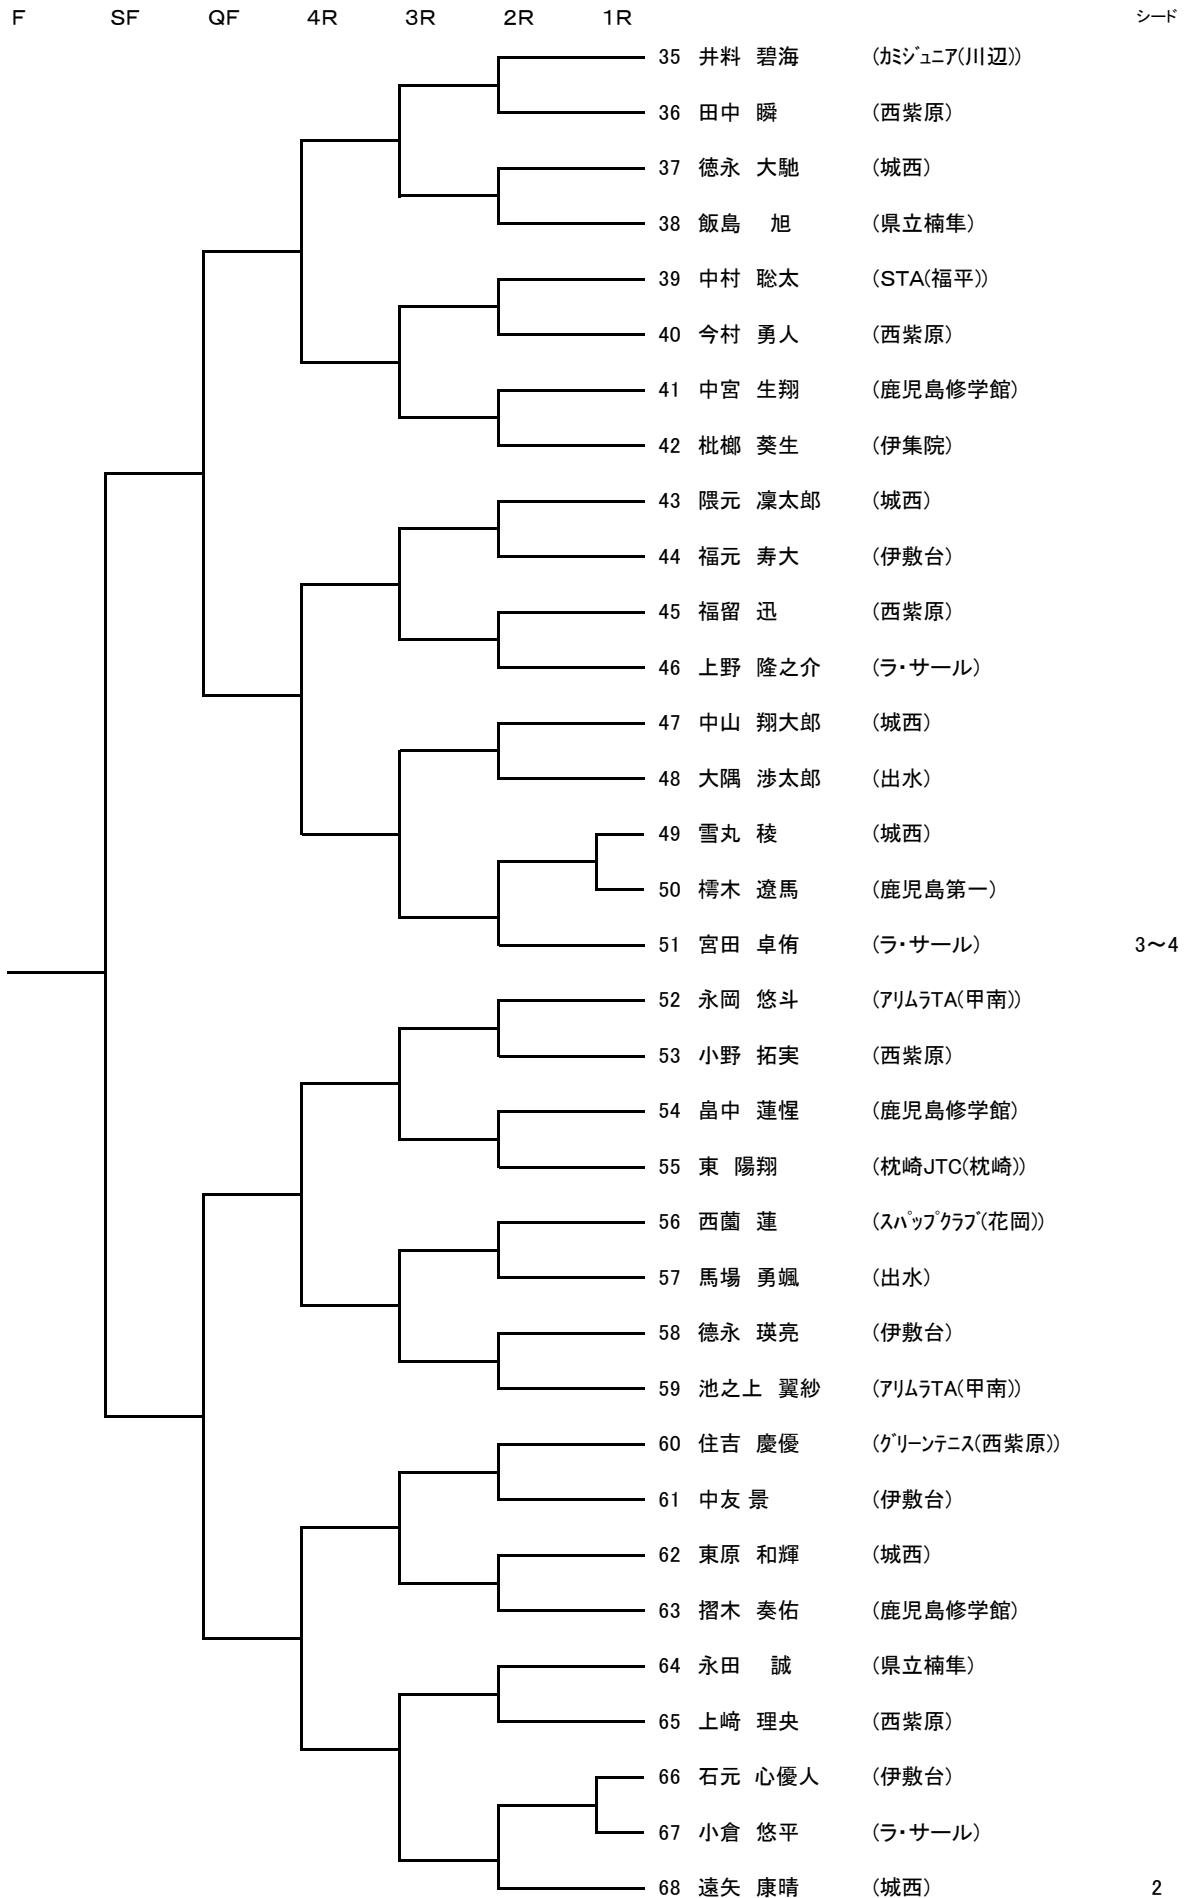 F SF QF 4R 3R 2R 1R シード
35 井料 碧海 (カミジュニア(川辺))
36 田中 瞬 (西紫原)
37 徳永 大馳 (城西)
38 飯島 旭 (県立楠隼)
39 中村 聡太 (STA(福平))
40 今村 勇人 (西紫原)
41 中宮 生翔 (鹿児島修学館)
42 枇榔 葵生 (伊集院)
43 隈元 凜太郎 (城西)
44 福元 寿大 (伊敷台)
45 福留 迅 (西紫原)
46 上野 隆之介 (ラ・サール)
47 中山 翔大郎 (城西)
48 大隅 渉太郎 (出水)
49 雪丸 稜 (城西)
50 樗木 遼馬 (鹿児島第一)
51 宮田 卓侑 (ラ・サール) 3～4
52 永岡 悠斗 (アリムラTA(甲南))
53 小野 拓実 (西紫原)
54 畠中 蓮惺 (鹿児島修学館)
55 東 陽翔 (枕崎JTC(枕崎))
56 西薗 蓮 (スパップクラブ(花岡))
57 馬場 勇颯 (出水)
58 德永 瑛亮 (伊敷台)
59 池之上 翼紗 (アリムラTA(甲南))
60 住吉 慶優 (グリーンテニス(西紫原))
61 中友 景 (伊敷台)
62 東原 和輝 (城西)
63 摺木 奏佑 (鹿児島修学館)
64 永田 誠 (県立楠隼)
65 上﨑 理央 (西紫原)
66 石元 心優人 (伊敷台)
67 小倉 悠平 (ラ・サール)
68 遠矢 康晴 (城西) 2